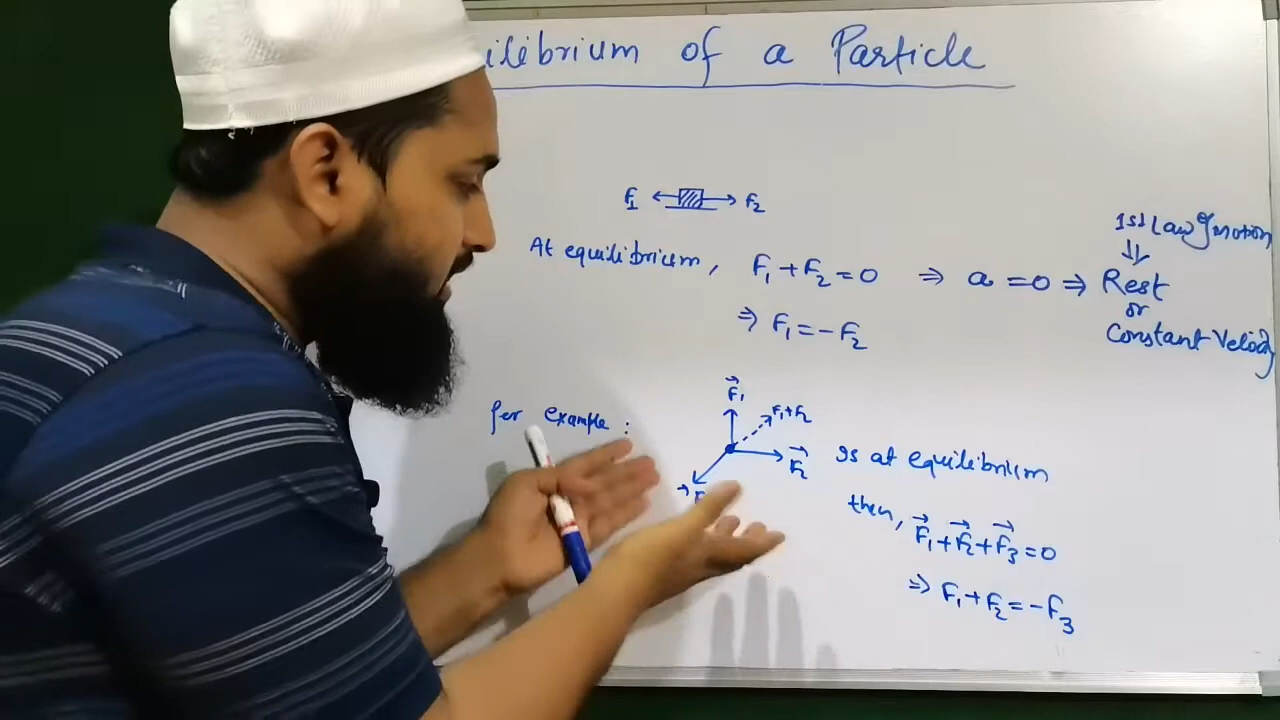 ilibrium of a Particle
F₁ F₂
At equilibrium, F₁ + F₂ = 0 ⇒ a = 0 ⇒ Rest
or
Constant Velocity
1st Law of motion
⇒ F₁ = -F₂
for example :
F₁
F₁+F₂
F₂
is at equilibrium
then, F₁ + F₂ + F₃ = 0
⇒ F₁ + F₂ = -F₃